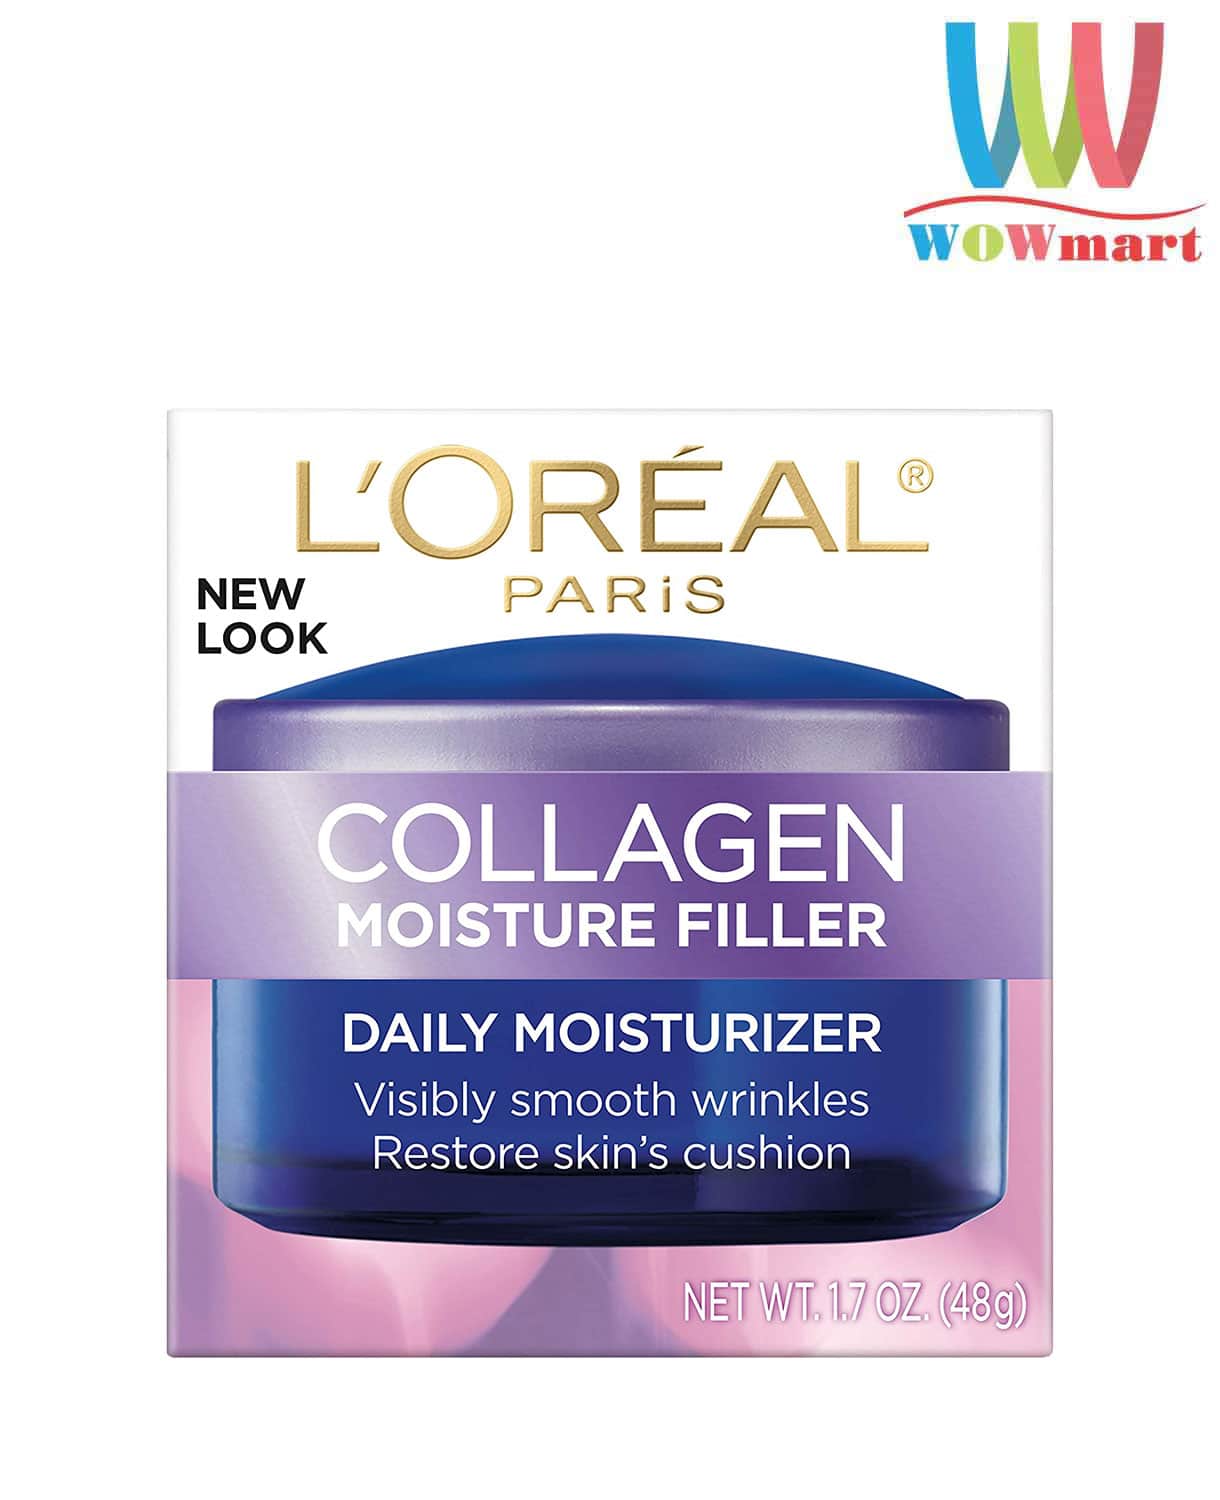 WOWmart
L'ORÉAL®
PARiS
NEW
LOOK
COLLAGEN
MOISTURE FILLER
DAILY MOISTURIZER
Visibly smooth wrinkles
Restore skin's cushion
NET WT. 1.7 OZ. (48g)